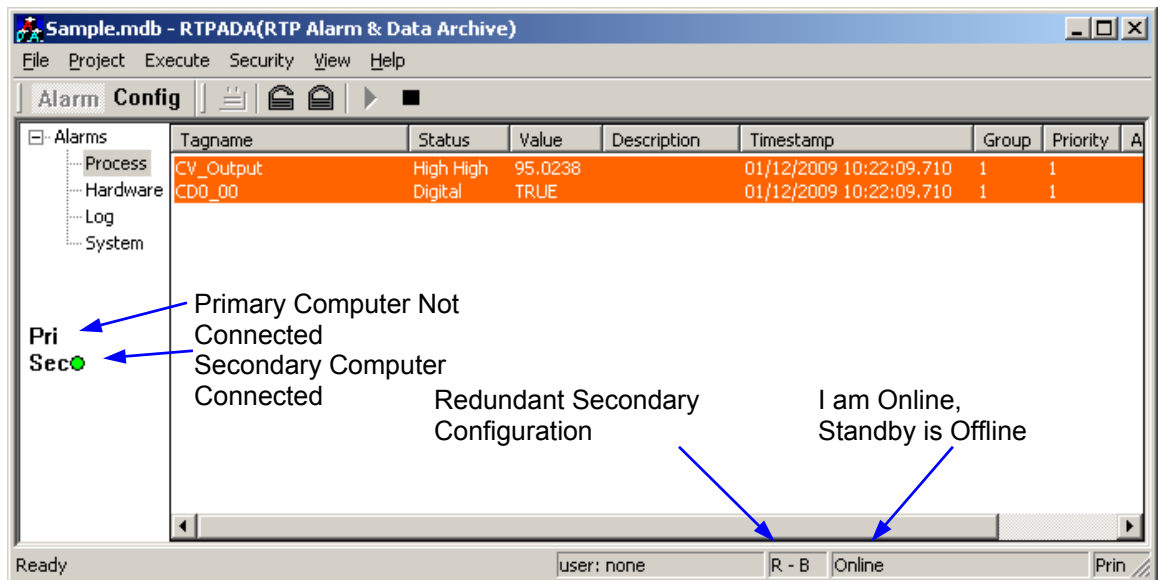 Sample.mdb - RTPADA(RTP Alarm & Data Archive)
File Project Execute Security View Help
Alarm Config
Alarms
Process
Hardware
Log
System
Tagname Status Value Description Timestamp Group Priority A
CV_Output High High 95.0238 01/12/2009 10:22:09.710 1 1
CD0_00 Digital TRUE 01/12/2009 10:22:09.710 1 1
Pri
Sec
Primary Computer Not
Connected
Secondary Computer
Connected
Redundant Secondary
Configuration
I am Online,
Standby is Offline
Ready user: none R - B Online Prin